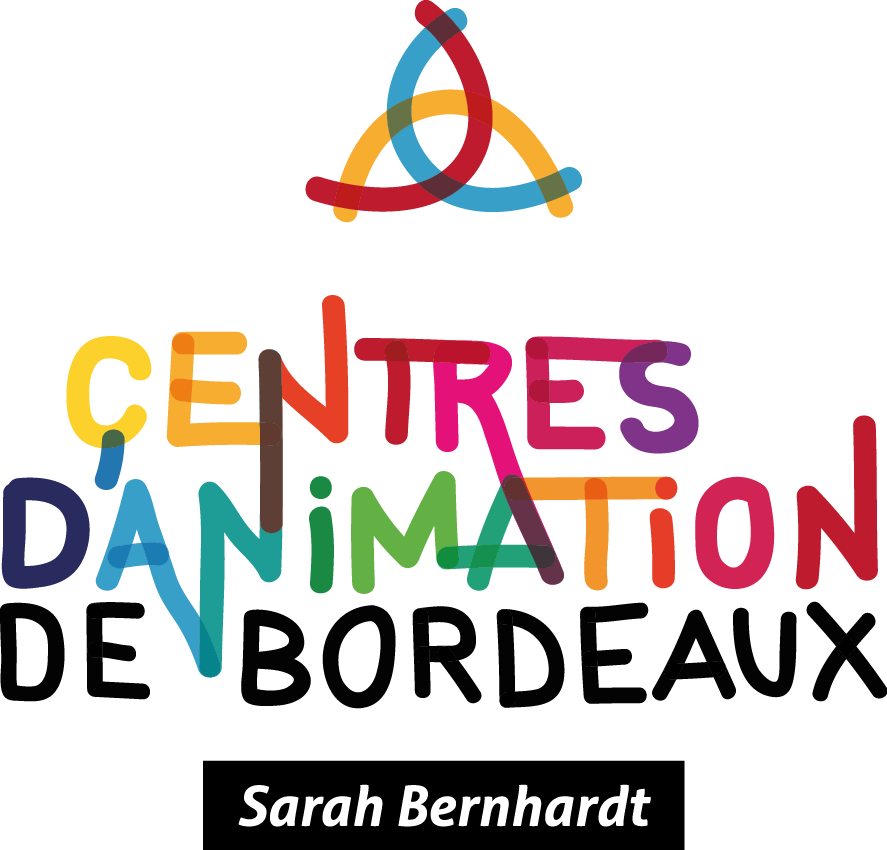 CENTRES
D'ANiMATiON
DE BORDEAUX
Sarah Bernhardt